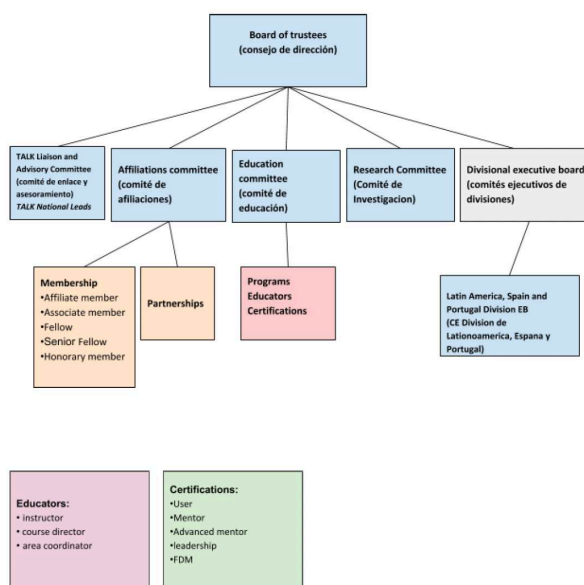 Board of trustees
(consejo de dirección)
TALK Liaison and
Advisory Committee
(comité de enlace y
asesoramiento)
TALK National Leads
Affiliations committee
(comité de
afiliaciones)
Education
committee
(comité de
educación)
Research Committee
(Comité de
Investigacion)
Divisional executive board
(comités ejecutivos de
divisiones)
Membership
•Affiliate member
•Associate member
•Fellow
•Senior Fellow
•Honorary member
Partnerships
Programs
Educators
Certifications
Latin America, Spain and
Portugal Division EB
(CE Division de
Lationoamerica, Espana y
Portugal)
Educators:
• instructor
• course director
• area coordinator
Certifications:
•User
•Mentor
•Advanced mentor
•leadership
•FDM